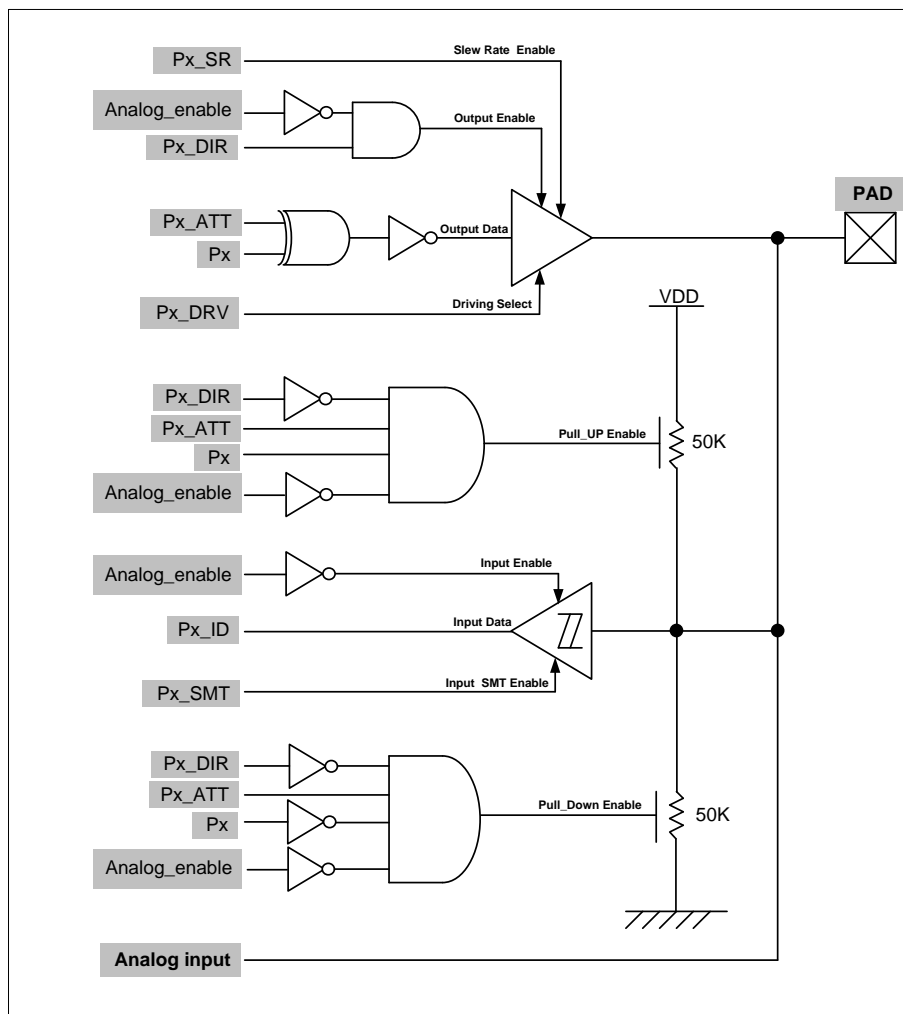 Px_SR
Slew Rate Enable
Analog_enable
Output Enable
Px_DIR
PAD
Px_ATT
Output Data
Px
Px_DRV
Driving Select
VDD
Px_DIR
Px_ATT
Pull_UP Enable
50K
Px
Analog_enable
Analog_enable
Input Enable
Px_ID
Input Data
Px_SMT
Input SMT Enable
Px_DIR
Px_ATT
Pull_Down Enable
50K
Px
Analog_enable
Analog input